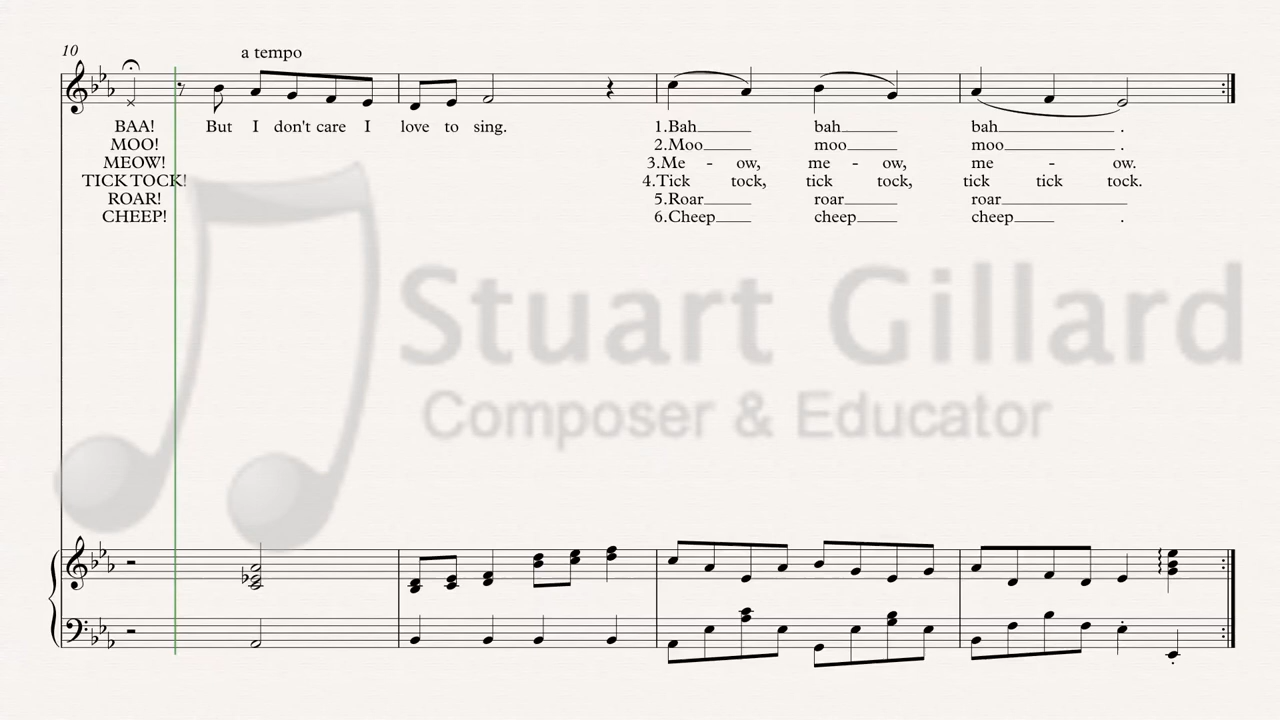 10
a tempo
BAA! But I don't care I love to sing. 1.Bah bah bah .
MOO! 2.Moo moo moo .
MEOW! 3.Me - ow, me - ow, me - ow.
TICK TOCK! 4.Tick tock, tick tock, tick tick tock.
ROAR! 5.Roar roar roar
CHEEP! 6.Cheep cheep cheep .
Stuart Gillard
Composer & Educator